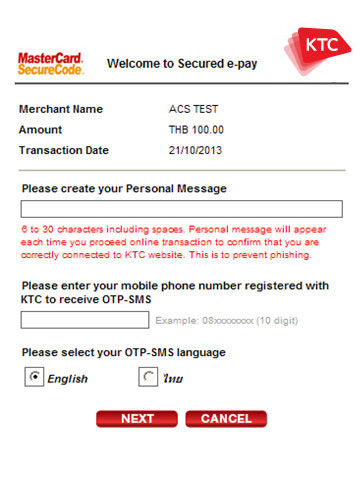 MasterCard.
SecureCode.
Welcome to Secured e-pay
KTC
Merchant Name ACS TEST
Amount THB 100.00
Transaction Date 21/10/2013
Please create your Personal Message
6 to 30 characters including spaces. Personal message will appear
each time you proceed online transaction to confirm that you are
correctly connected to KTC website. This is to prevent phishing.
Please enter your mobile phone number registered with
KTC to receive OTP-SMS
Example: 08xxxxxxxx (10 digit)
Please select your OTP-SMS language
English ไทย
NEXT CANCEL